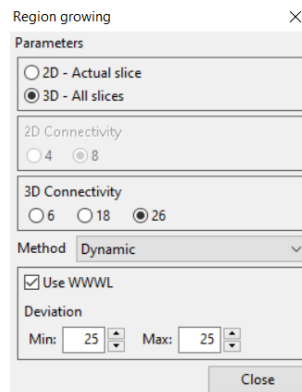 Region growing
Parameters
2D - Actual slice
3D - All slices
2D Connectivity
4 8
3D Connectivity
6 18 26
Method Dynamic
Use WWWL
Deviation
Min: 25 Max: 25
Close